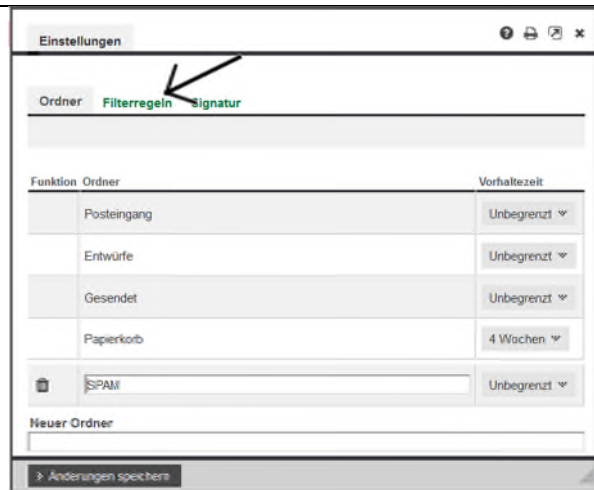 Einstellungen
Ordner Filterregeln Signatur
Funktion Ordner Vorhaltezeit
Posteingang Unbegrenzt
Entwürfe Unbegrenzt
Gesendet Unbegrenzt
Papierkorb 4 Wochen
SPAM Unbegrenzt
Neuer Ordner
Änderungen speichern